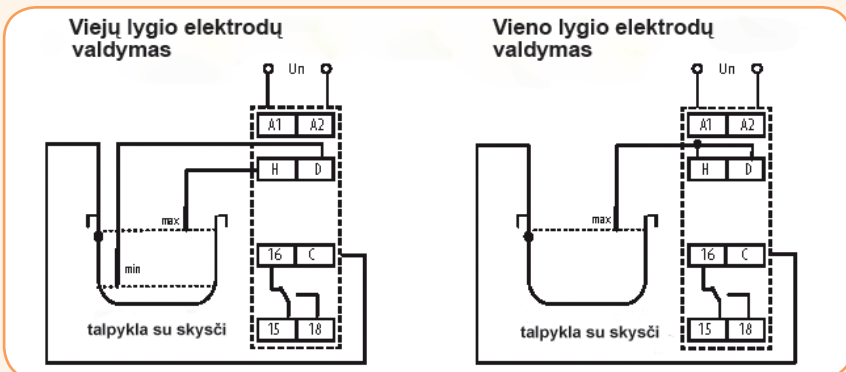 Viejų lygio elektrodų
valdymas
Un
A1 A2
H D
max
min
16 C
talpykla su skysči
15 18
Vieno lygio elektrodų
valdymas
Un
A1 A2
H D
max
16 C
talpykla su skysči
15 18